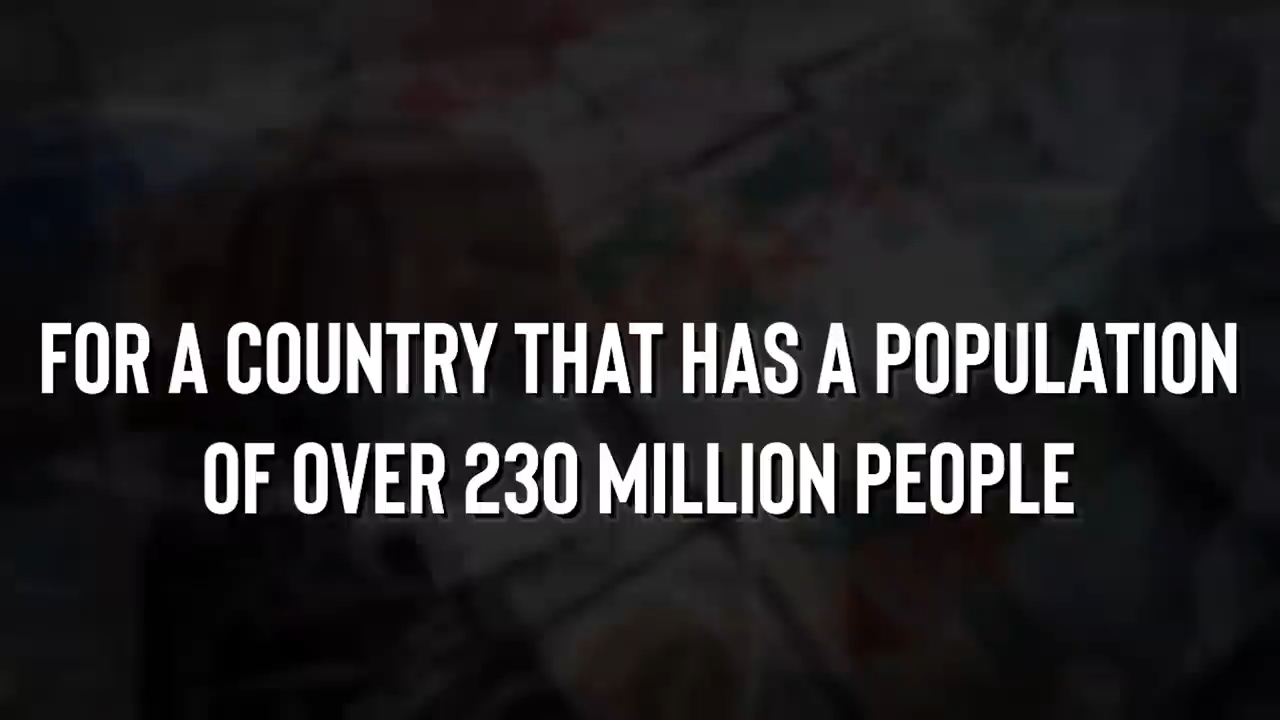 FOR A COUNTRY THAT HAS A POPULATION
OF OVER 230 MILLION PEOPLE